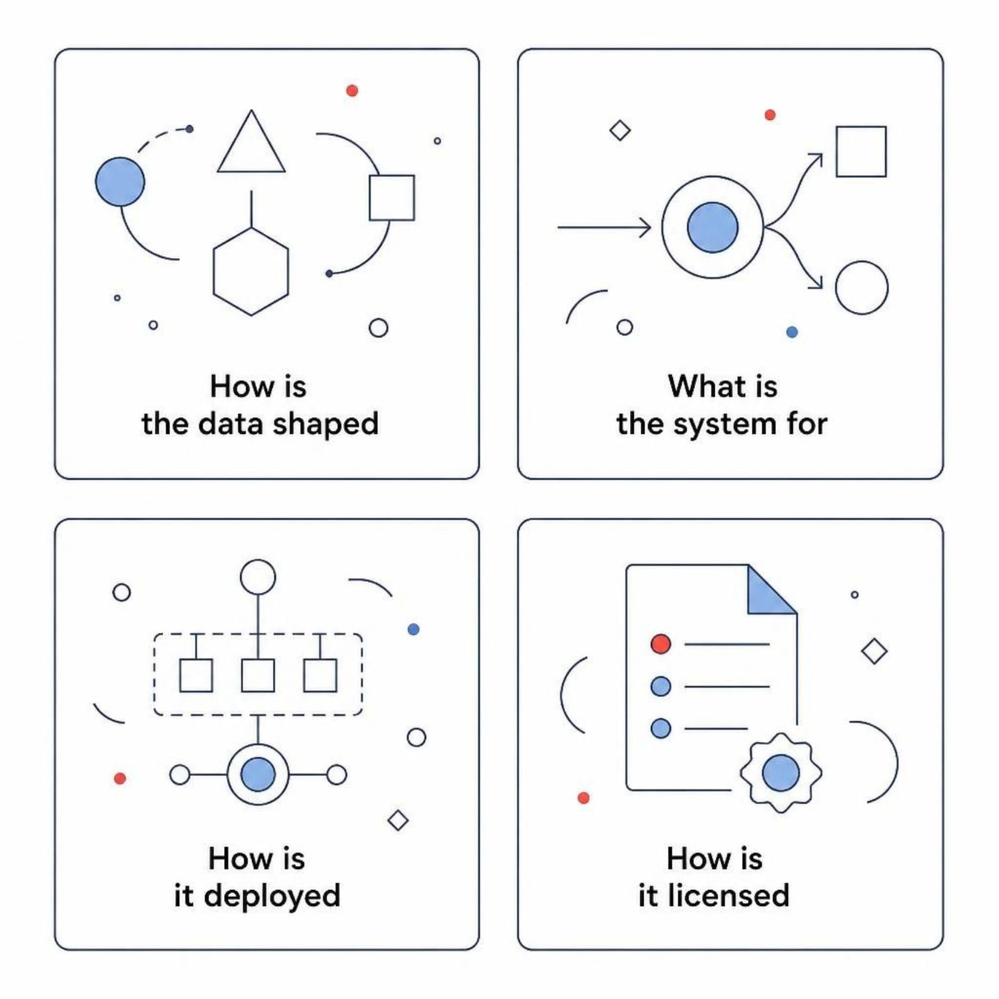 How is
the data shaped
What is
the system for
How is
it deployed
How is
it licensed